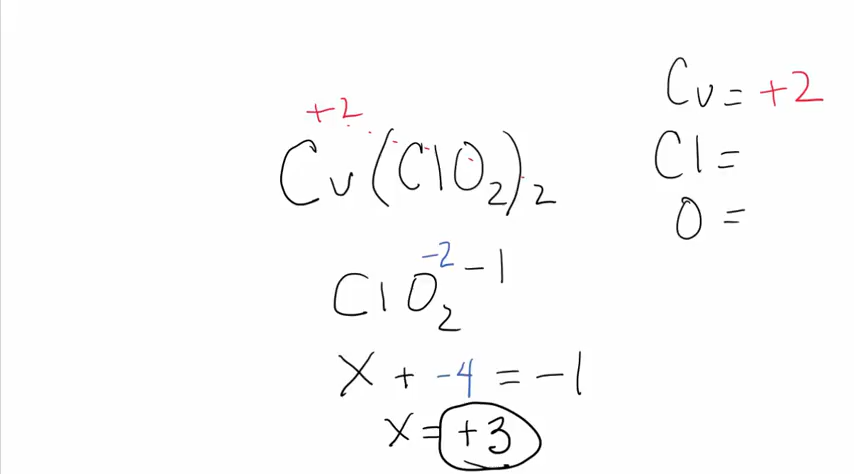 Cu = +2
+2
Cu(ClO₂)₂
Cl =
O =
-2
ClO₂⁻¹
X + -4 = -1
X = +3